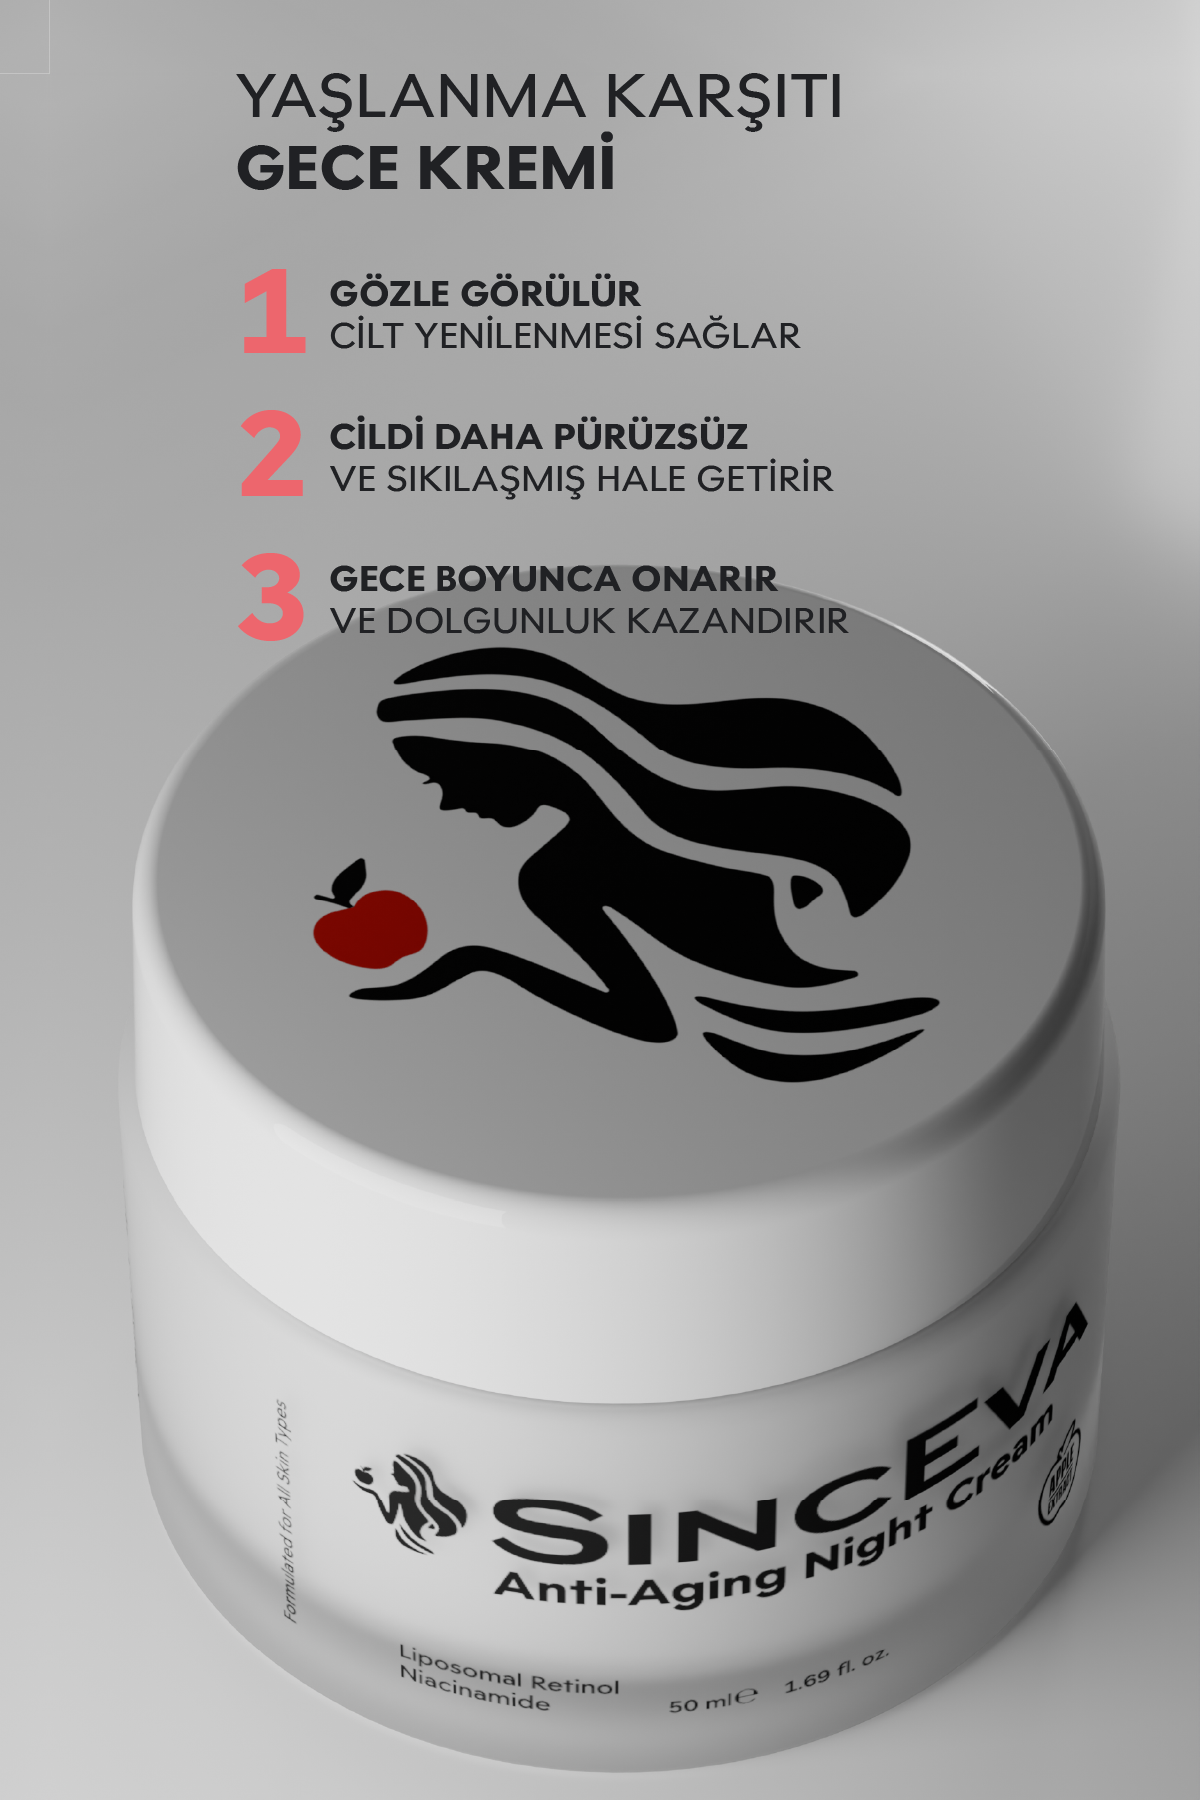 YAŞLANMA KARŞITI
GECE KREMİ
1
GÖZLE GÖRÜLÜR
CİLT YENİLENMESİ SAĞLAR
2
CİLDİ DAHA PÜRÜZSÜZ
VE SIKILAŞMIŞ HALE GETİRİR
3
GECE BOYUNCA ONARIR
VE DOLGUNLUK KAZANDIRIR
Formulated for All Skin Types
SINCEVA
Anti-Aging Night Cream
APPLE
EXTRACT
Liposomal Retinol
Niacinamide
50 ml℮ 1.69 fl. oz.